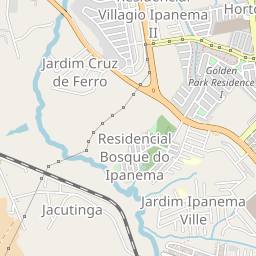 Residencial
Villagio Ipanema
II
Horto
Jardim Cruz
de Ferro
Golden
Park Residence
Residencial
Bosque do
Ipanema
Jacutinga
Jardim Ipanema
Ville